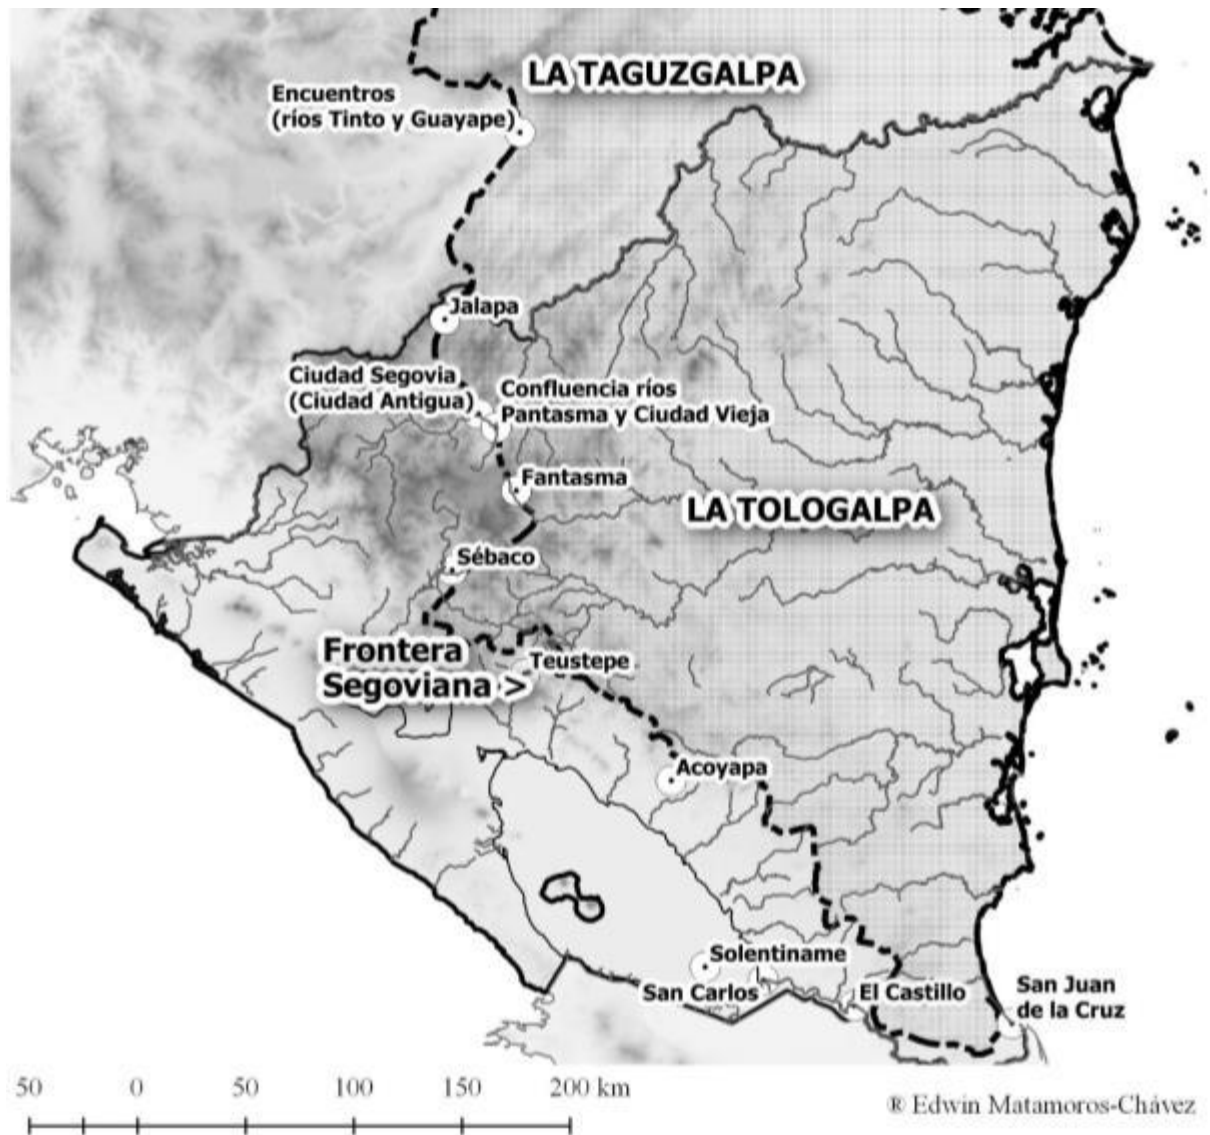 LA TAGUZGALPA
Encuentros
(ríos Tinto y Guayape)
Jalapa
Ciudad Segovia
(Ciudad Antigua)
Confluencia ríos
Pantasma y Ciudad Vieja
Fantasma
LA TOLOGALPA
Sébaco
Frontera
Segoviana >
Teustepe
Acoyapa
Solentiname
San Carlos
El Castillo
San Juan
de la Cruz
50 0 50 100 150 200 km
® Edwin Matamoros-Chávez